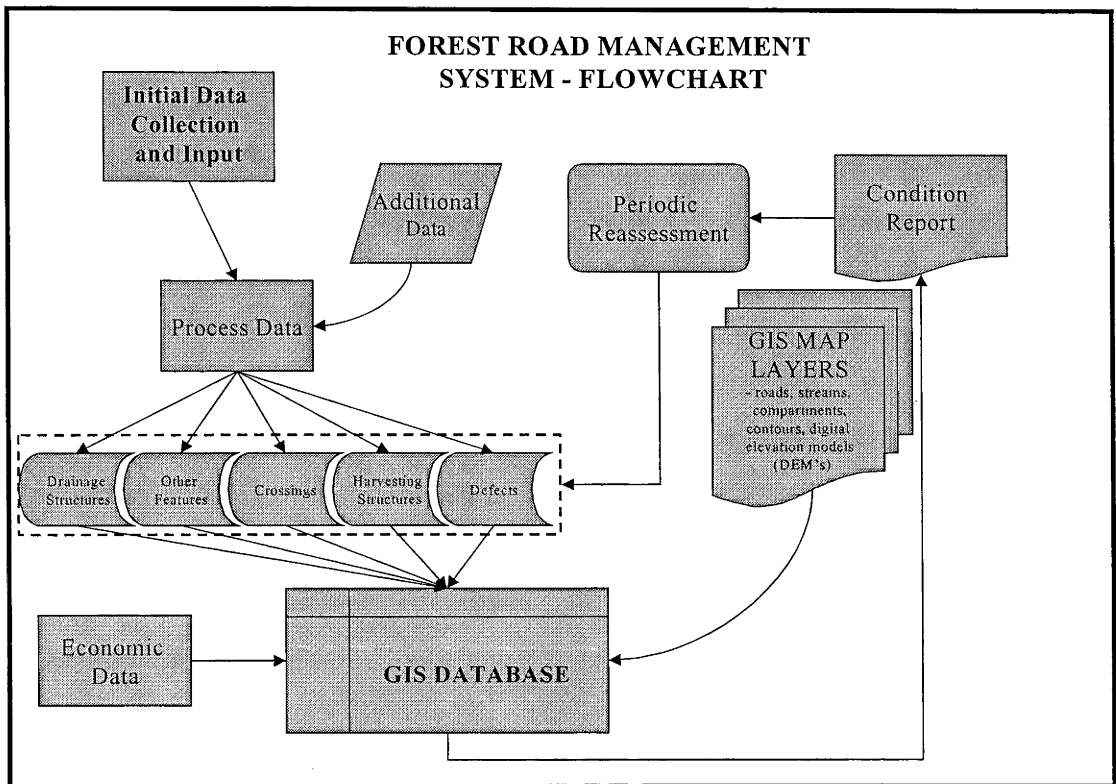 FOREST ROAD MANAGEMENT
SYSTEM - FLOWCHART
Initial Data
Collection
and Input
Additional
Data
Periodic
Reassessment
Condition
Report
Process Data
GIS MAP
LAYERS
- roads, streams,
compartments,
contours, digital
elevation models
(DEM's)
Drainage
Structures
Other
Features
Crossings
Harvesting
Structures
Defects
Economic
Data
GIS DATABASE